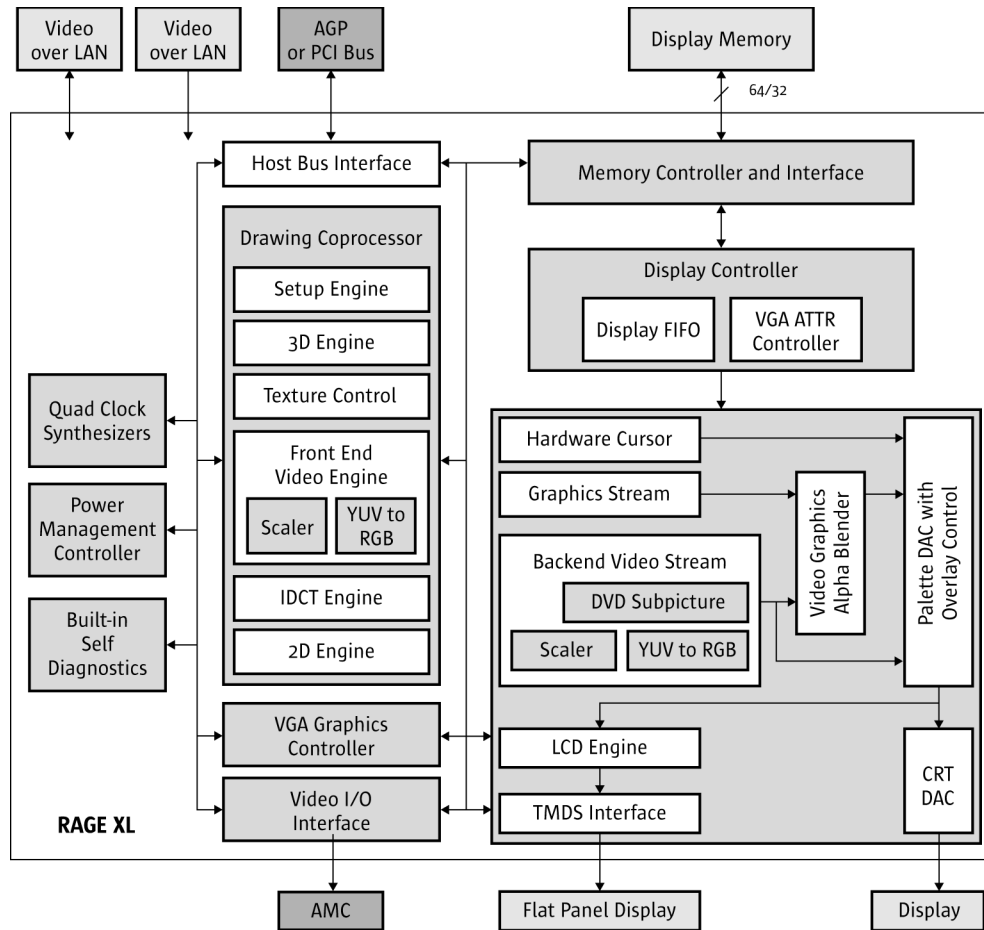 Video
over LAN
Video
over LAN
AGP
or PCI Bus
Display Memory
64/32
Host Bus Interface
Memory Controller and Interface
Drawing Coprocessor
Setup Engine
3D Engine
Texture Control
Front End
Video Engine
Scaler
YUV to
RGB
IDCT Engine
2D Engine
Display Controller
Display FIFO
VGA ATTR
Controller
Quad Clock
Synthesizers
Power
Management
Controller
Built-in
Self
Diagnostics
Hardware Cursor
Graphics Stream
Backend Video Stream
DVD Subpicture
Scaler
YUV to RGB
Video Graphics
Alpha Blender
Palette DAC with
Overlay Control
VGA Graphics
Controller
LCD Engine
CRT
DAC
Video I/O
Interface
TMDS Interface
RAGE XL
AMC
Flat Panel Display
Display